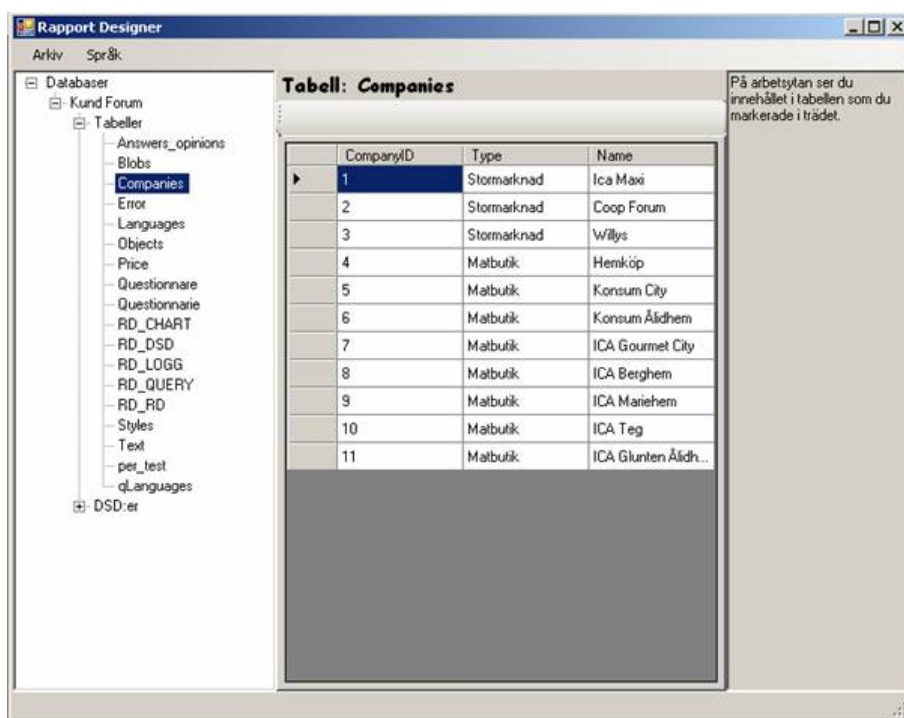 Rapport Designer
Arkiv Språk
Databaser
Kund Forum
Tabeller
Answers_opinions
Blobs
Companies
Error
Languages
Objects
Price
Questionnare
Questionnarie
RD_CHART
RD_DSD
RD_LOGG
RD_QUERY
RD_RD
Styles
Text
per_test
qLanguages
DSD:er
Tabell: Companies
CompanyID Type Name
1 Stormarknad Ica Maxi
2 Stormarknad Coop Forum
3 Stormarknad Willys
4 Matbutik Hemköp
5 Matbutik Konsum City
6 Matbutik Konsum Ålidhem
7 Matbutik ICA Gourmet City
8 Matbutik ICA Berghem
9 Matbutik ICA Mariehem
10 Matbutik ICA Teg
11 Matbutik ICA Glunten Ålidh...
På arbetsytan ser du
innehållet i tabellen som du
markerade i trädet.